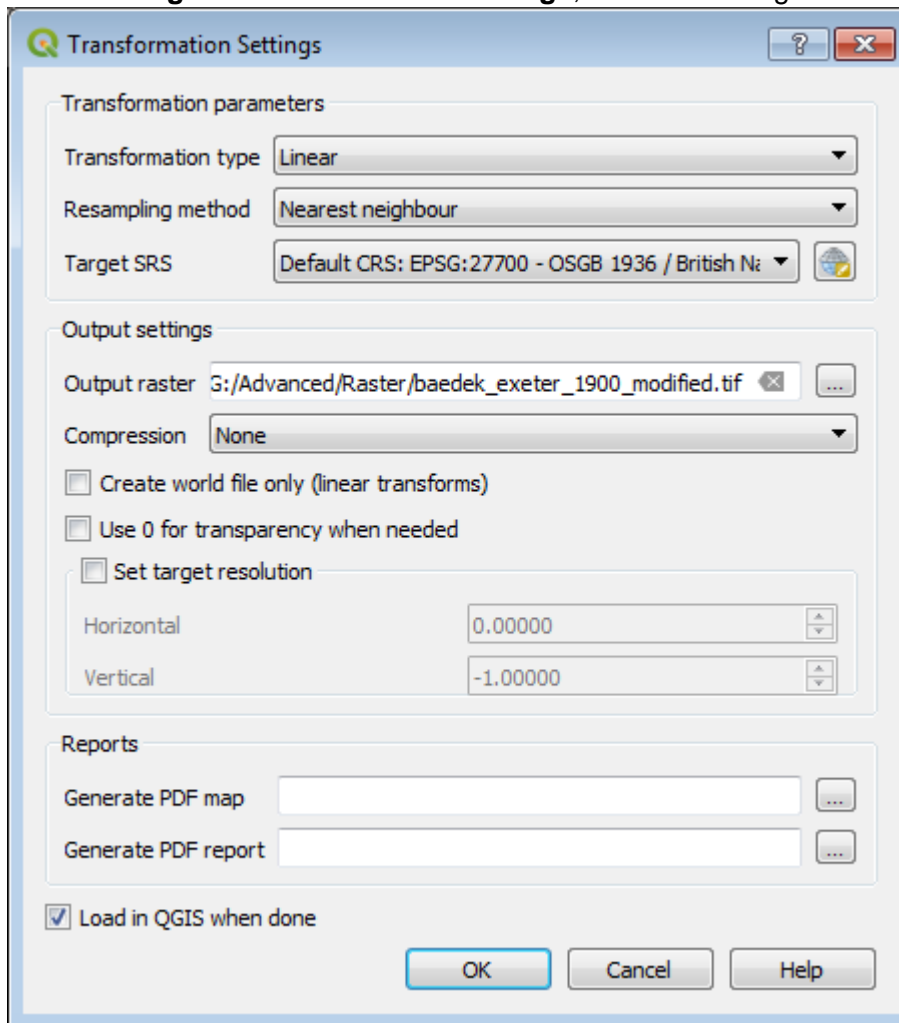 Transformation Settings
?
Transformation parameters
Transformation type Linear
Resampling method Nearest neighbour
Target SRS Default CRS: EPSG:27700 - OSGB 1936 / British Na
Output settings
Output raster G:/Advanced/Raster/baedek_exeter_1900_modified.tif ...
Compression None
Create world file only (linear transforms)
Use 0 for transparency when needed
Set target resolution
Horizontal 0.00000
Vertical -1.00000
Reports
Generate PDF map ...
Generate PDF report ...
Load in QGIS when done
OK Cancel Help